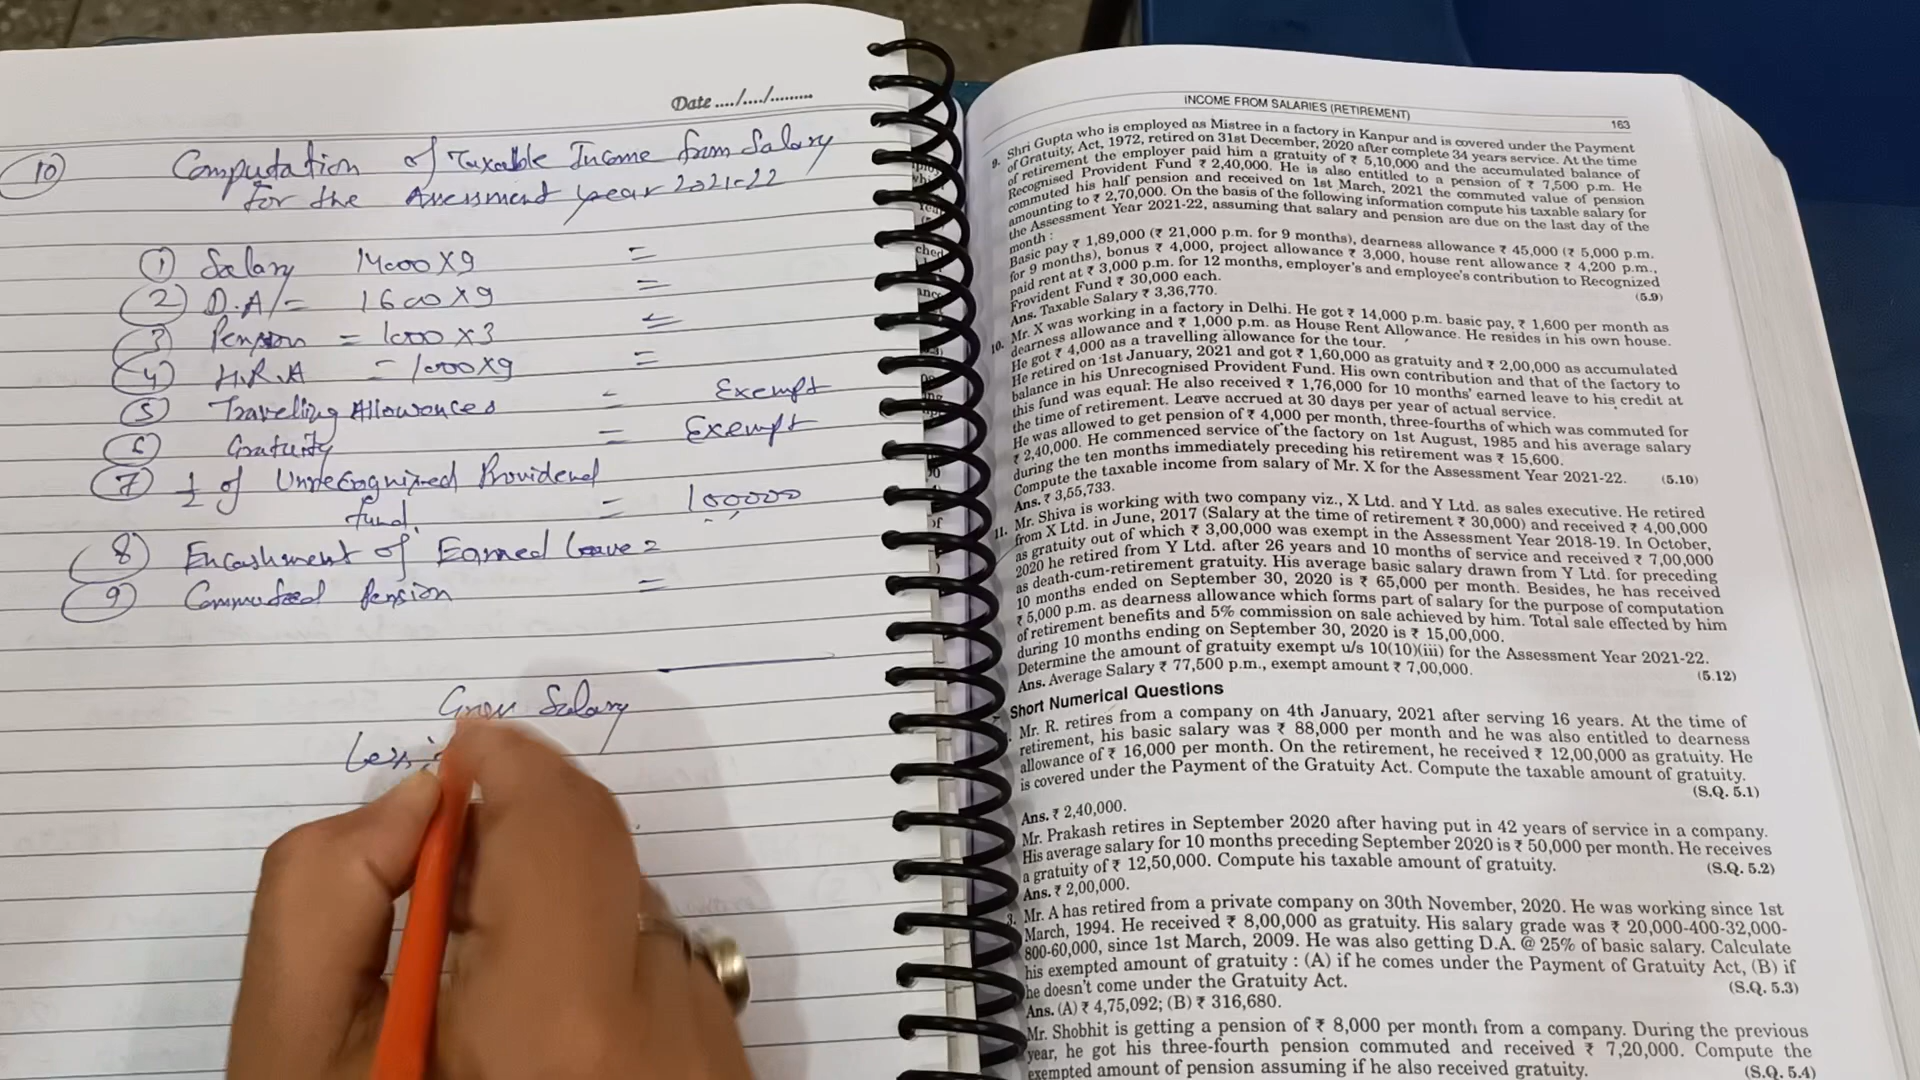 Date ..../..../.........
10 Computation of Taxable Income from Salary
For the Assessment year 2021-22
1 Salary 14000 X 9 =
2 D.A/= 1600 X 9 =
3 Pension = 1000 X 3 =
4 H.R.A = 1000 X 9 =
5 Traveling Allowances = Exempt
6 Gratuity = Exempt
7 1/2 of Unrecognized Providend
fund. = 100000
8 Encashment of Earned Leave =
9 Commuted Pension =
Gross Salary
Less:
INCOME FROM SALARIES (RETIREMENT)
163
9. Shri Gupta who is employed as Mistree in a factory in Kanpur and is covered under the Payment
of Gratuity, Act, 1972, retired on 31st December, 2020 after complete 34 years service. At the time
of retirement the employer paid him a gratuity of ₹ 5,10,000 and the accumulated balance of
Recognised Provident Fund ₹ 2,40,000. He is also entitled to a pension of ₹ 7,500 p.m. He
commuted his half pension and received on 1st March, 2021 the commuted value of pension
amounting to ₹ 2,70,000. On the basis of the following information compute his taxable salary for
the Assessment Year 2021-22, assuming that salary and pension are due on the last day of the
month :
Basic pay ₹ 1,89,000 (₹ 21,000 p.m. for 9 months), dearness allowance ₹ 45,000 (₹ 5,000 p.m.
for 9 months), bonus ₹ 4,000, project allowance ₹ 3,000, house rent allowance ₹ 4,200 p.m.,
paid rent at ₹ 3,000 p.m. for 12 months, employer's and employee's contribution to Recognized
Provident Fund ₹ 30,000 each.
(5.9)
Ans. Taxable Salary ₹ 3,36,770.
10. Mr. X was working in a factory in Delhi. He got ₹ 14,000 p.m. basic pay, ₹ 1,600 per month as
dearness allowance and ₹ 1,000 p.m. as House Rent Allowance. He resides in his own house.
He got ₹ 4,000 as a travelling allowance for the tour.
He retired on 1st January, 2021 and got ₹ 1,60,000 as gratuity and ₹ 2,00,000 as accumulated
balance in his Unrecognised Provident Fund. His own contribution and that of the factory to
this fund was equal. He also received ₹ 1,76,000 for 10 months' earned leave to his credit at
the time of retirement. Leave accrued at 30 days per year of actual service.
He was allowed to get pension of ₹ 4,000 per month, three-fourths of which was commuted for
₹ 2,40,000. He commenced service of the factory on 1st August, 1985 and his average salary
during the ten months immediately preceding his retirement was ₹ 15,600.
Compute the taxable income from salary of Mr. X for the Assessment Year 2021-22. (5.10)
Ans. ₹ 3,55,733.
11. Mr. Shiva is working with two company viz., X Ltd. and Y Ltd. as sales executive. He retired
from X Ltd. in June, 2017 (Salary at the time of retirement ₹ 30,000) and received ₹ 4,00,000
as gratuity out of which ₹ 3,00,000 was exempt in the Assessment Year 2018-19. In October,
2020 he retired from Y Ltd. after 26 years and 10 months of service and received ₹ 7,00,000
as death-cum-retirement gratuity. His average basic salary drawn from Y Ltd. for preceding
10 months ended on September 30, 2020 is ₹ 65,000 per month. Besides, he has received
₹ 5,000 p.m. as dearness allowance which forms part of salary for the purpose of computation
of retirement benefits and 5% commission on sale achieved by him. Total sale effected by him
during 10 months ending on September 30, 2020 is ₹ 15,00,000.
Determine the amount of gratuity exempt u/s 10(10)(iii) for the Assessment Year 2021-22.
Ans. Average Salary ₹ 77,500 p.m., exempt amount ₹ 7,00,000.
(5.12)
Short Numerical Questions
Mr. R. retires from a company on 4th January, 2021 after serving 16 years. At the time of
retirement, his basic salary was ₹ 88,000 per month and he was also entitled to dearness
allowance of ₹ 16,000 per month. On the retirement, he received ₹ 12,00,000 as gratuity. He
is covered under the Payment of the Gratuity Act. Compute the taxable amount of gratuity.
(S.Q. 5.1)
Ans. ₹ 2,40,000.
Mr. Prakash retires in September 2020 after having put in 42 years of service in a company.
His average salary for 10 months preceding September 2020 is ₹ 50,000 per month. He receives
a gratuity of ₹ 12,50,000. Compute his taxable amount of gratuity.
(S.Q. 5.2)
Ans. ₹ 2,00,000.
3. Mr. A has retired from a private company on 30th November, 2020. He was working since 1st
March, 1994. He received ₹ 8,00,000 as gratuity. His salary grade was ₹ 20,000-400-32,000-
800-60,000, since 1st March, 2009. He was also getting D.A. @ 25% of basic salary. Calculate
his exempted amount of gratuity : (A) if he comes under the Payment of Gratuity Act, (B) if
he doesn't come under the Gratuity Act.
(S.Q. 5.3)
Ans. (A) ₹ 4,75,092; (B) ₹ 316,680.
Mr. Shobhit is getting a pension of ₹ 8,000 per month from a company. During the previous
year, he got his three-fourth pension commuted and received ₹ 7,20,000. Compute the
exempted amount of pension assuming if he also received gratuity.
(S.Q. 5.4)